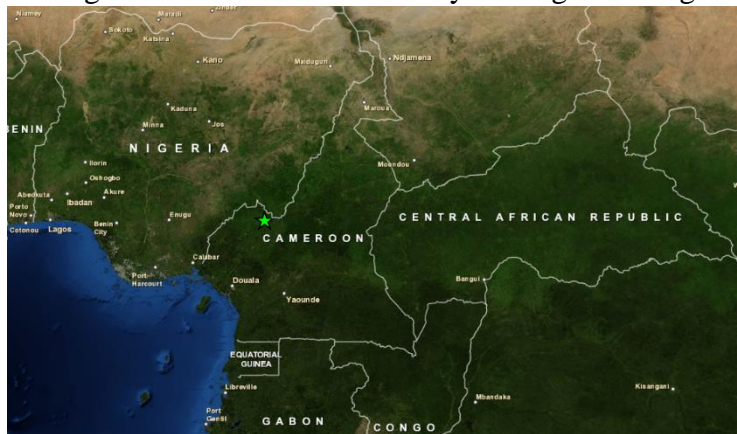 Niamey
Maradi
Sokoto
Katsina
Kano
Maidugun
Ndjamena
Maroua
Kaduna
BENIN
Minna
Jos
NIGERIA
Moundou
Ilorin
Oshogbo
Abeokuta
Akure
Ibadan
Porto
Novo
Benin
City
Enugu
CENTRAL AFRICAN REPUBLIC
Cotonou
Lagos
CAMEROON
Calabar
Port
Harcourt
Douala
Bangui
Yaounde
EQUATORIAL
GUINEA
Libreville
Kisangani
Mbandaka
Port
Gentil
GABON
CONGO